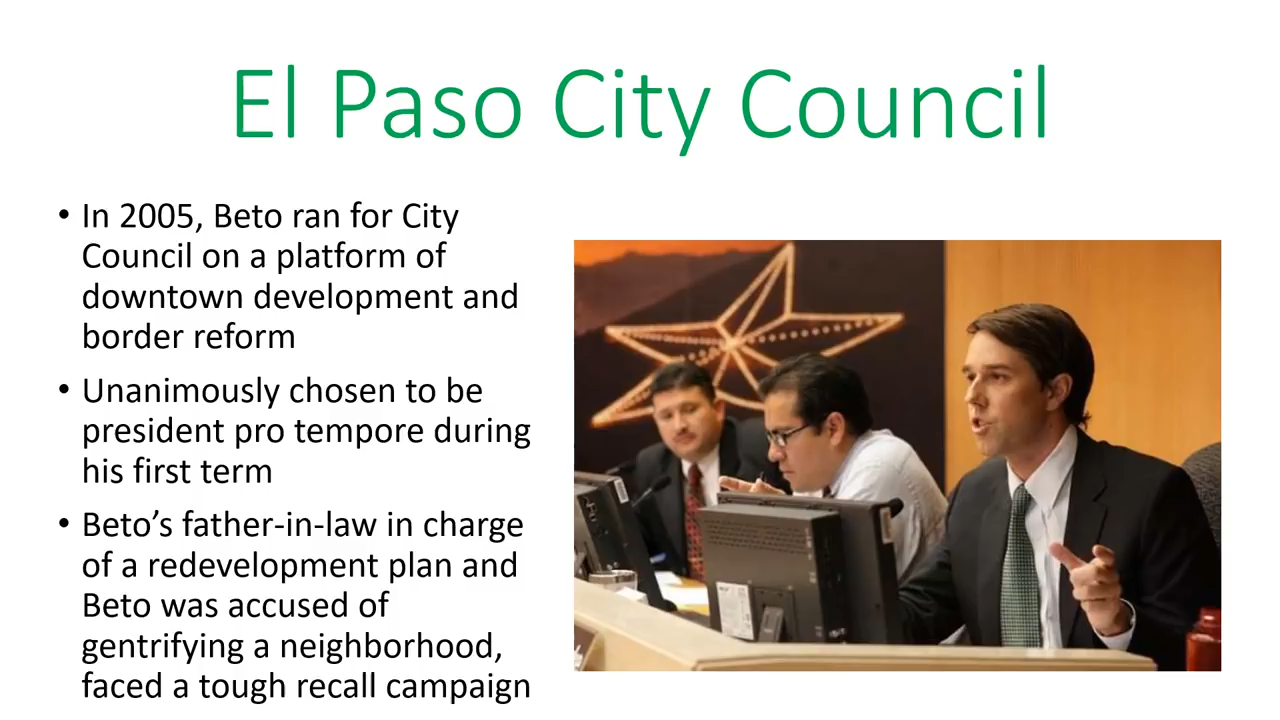 El Paso City Council
• In 2005, Beto ran for City
Council on a platform of
downtown development and
border reform
• Unanimously chosen to be
president pro tempore during
his first term
• Beto’s father-in-law in charge
of a redevelopment plan and
Beto was accused of
gentrifying a neighborhood,
faced a tough recall campaign